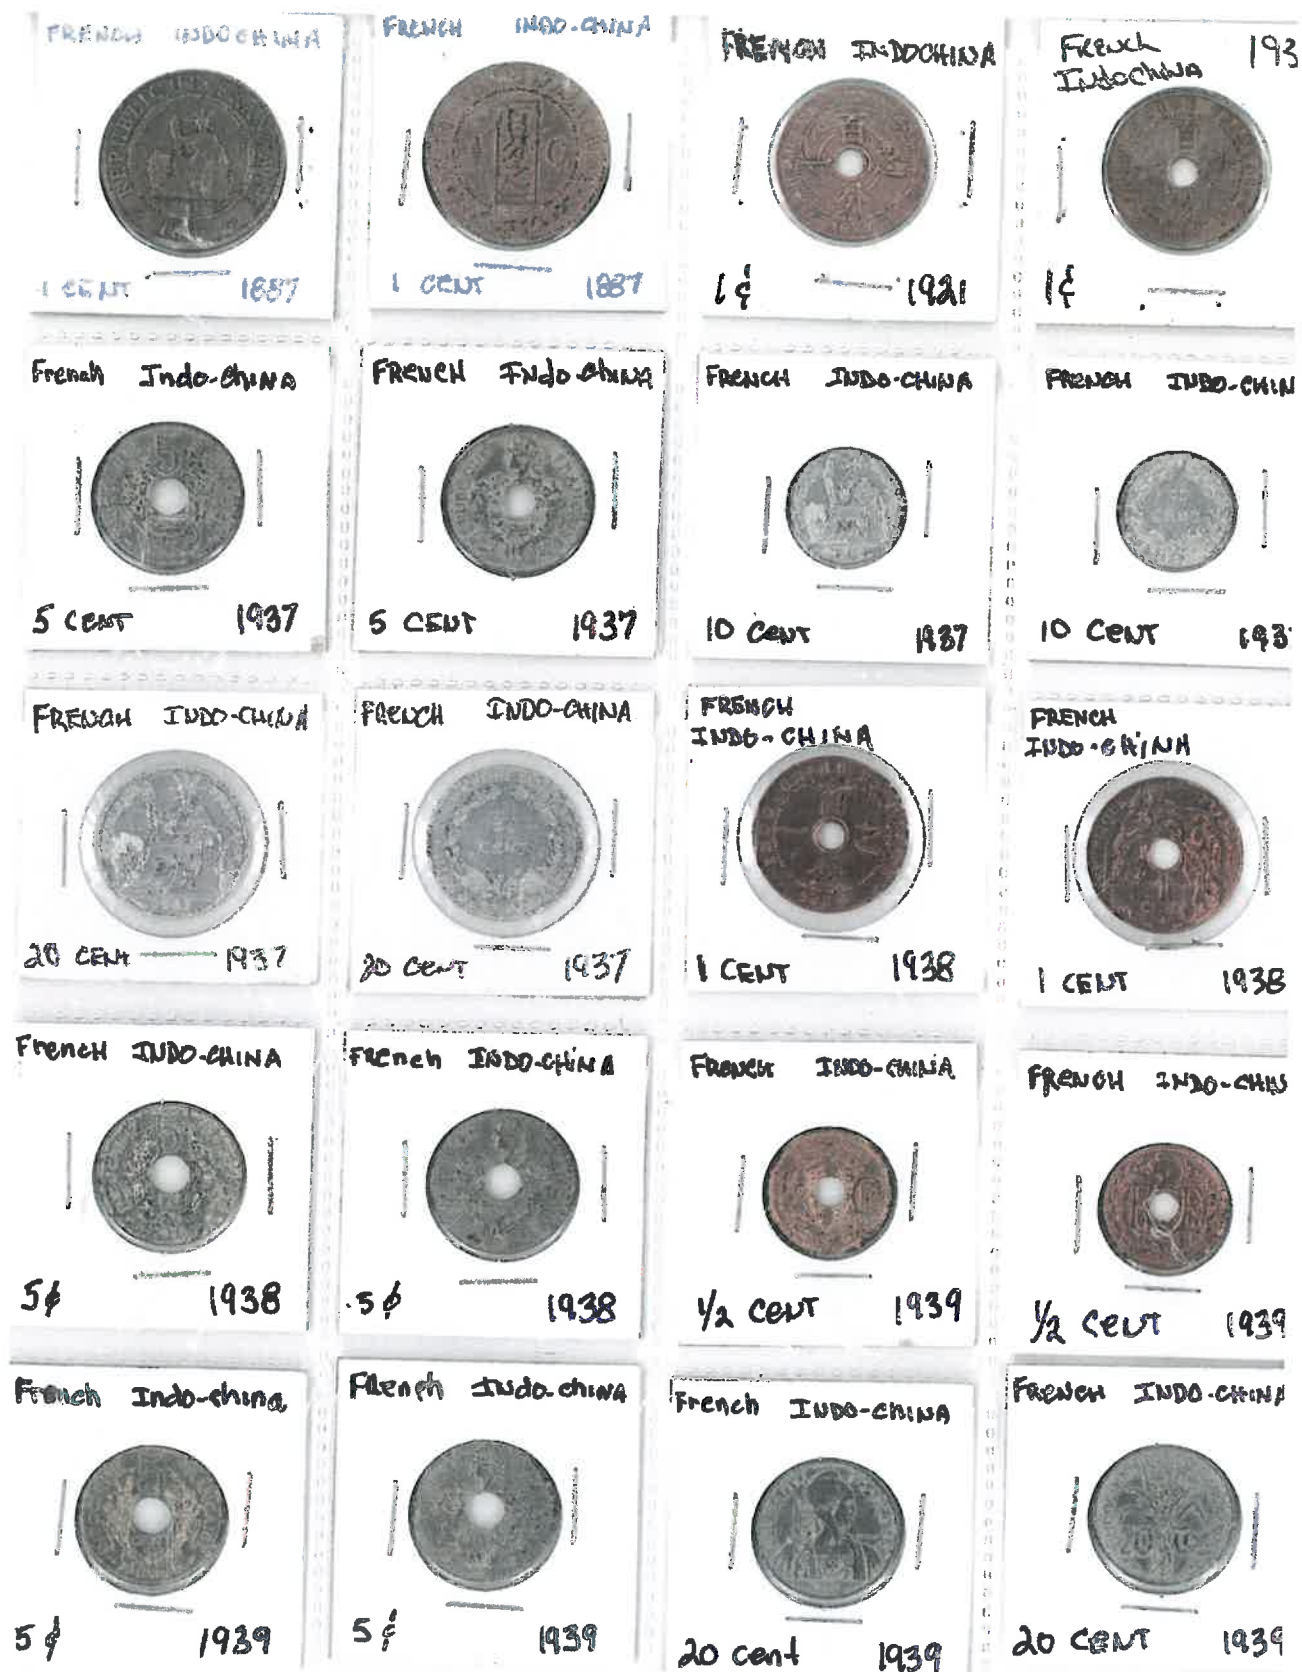 FRENCH INDOCHINA
1 CENT 1887
FRENCH INDO-CHINA
1 CENT 1887
FRENCH INDOCHINA
1¢ 1921
French 193
IndoChina
1¢
French Indo-China
5 CENT 1937
FRENCH INdo-China
5 CENT 1937
FRENCH INDO-CHINA
10 CENT 1937
FRENCH INDO-CHIN
10 CENT 193
FRENCH INDO-CHINA
20 CENT 1937
FRENCH INDO-CHINA
20 CENT 1937
FRENCH
INDO-CHINA
1 CENT 1938
FRENCH
INDO-CHINA
1 CENT 1938
FrencH INDO-CHINA
5¢ 1938
French INDO-CHINA
5¢ 1938
FRENCH INDO-CHINA
1/2 CENT 1939
FRENCH INDO-CHIN
1/2 CENT 1939
French Indo-china
5¢ 1939
French INdo-chiNA
5¢ 1939
French INDO-CHINA
20 cent 1939
FRENCH INDO-CHINA
20 CENT 1939